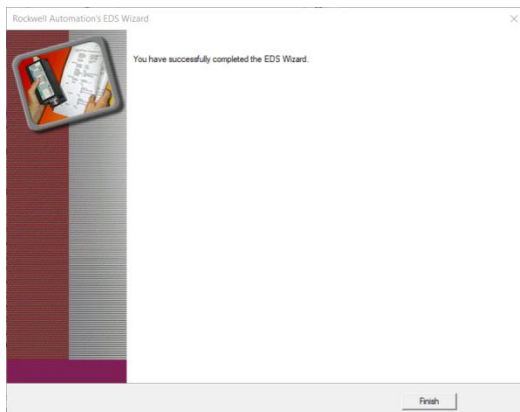 Rockwell Automation's EDS Wizard
You have successfully completed the EDS Wizard.
Finish